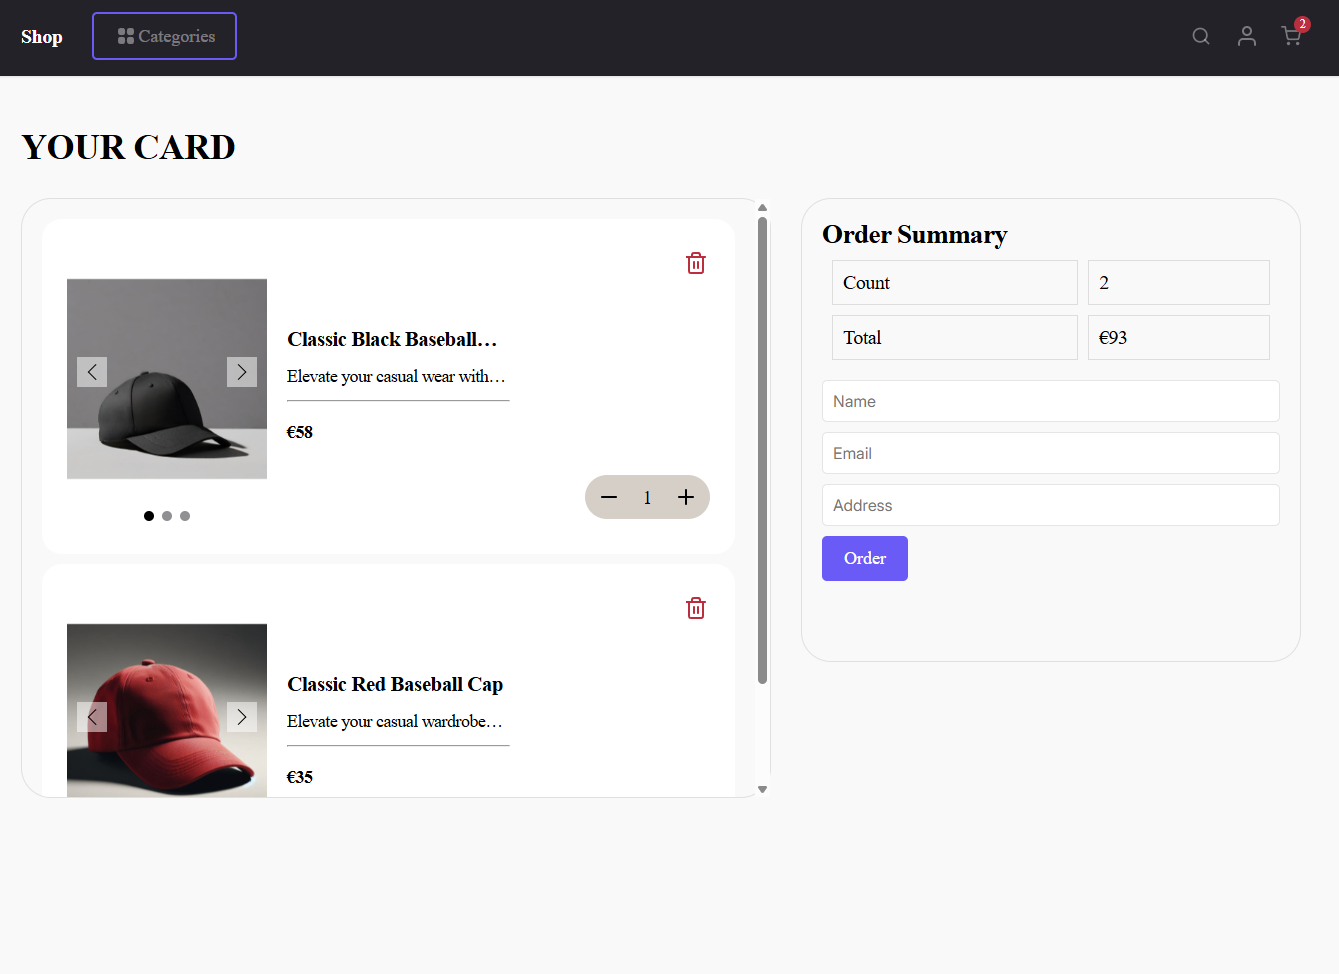 Shop
Categories
2
YOUR CARD
Classic Black Baseball…
Elevate your casual wear with…
€58
1
Classic Red Baseball Cap
Elevate your casual wardrobe…
€35
Order Summary
Count 2
Total €93
Name
Email
Address
Order